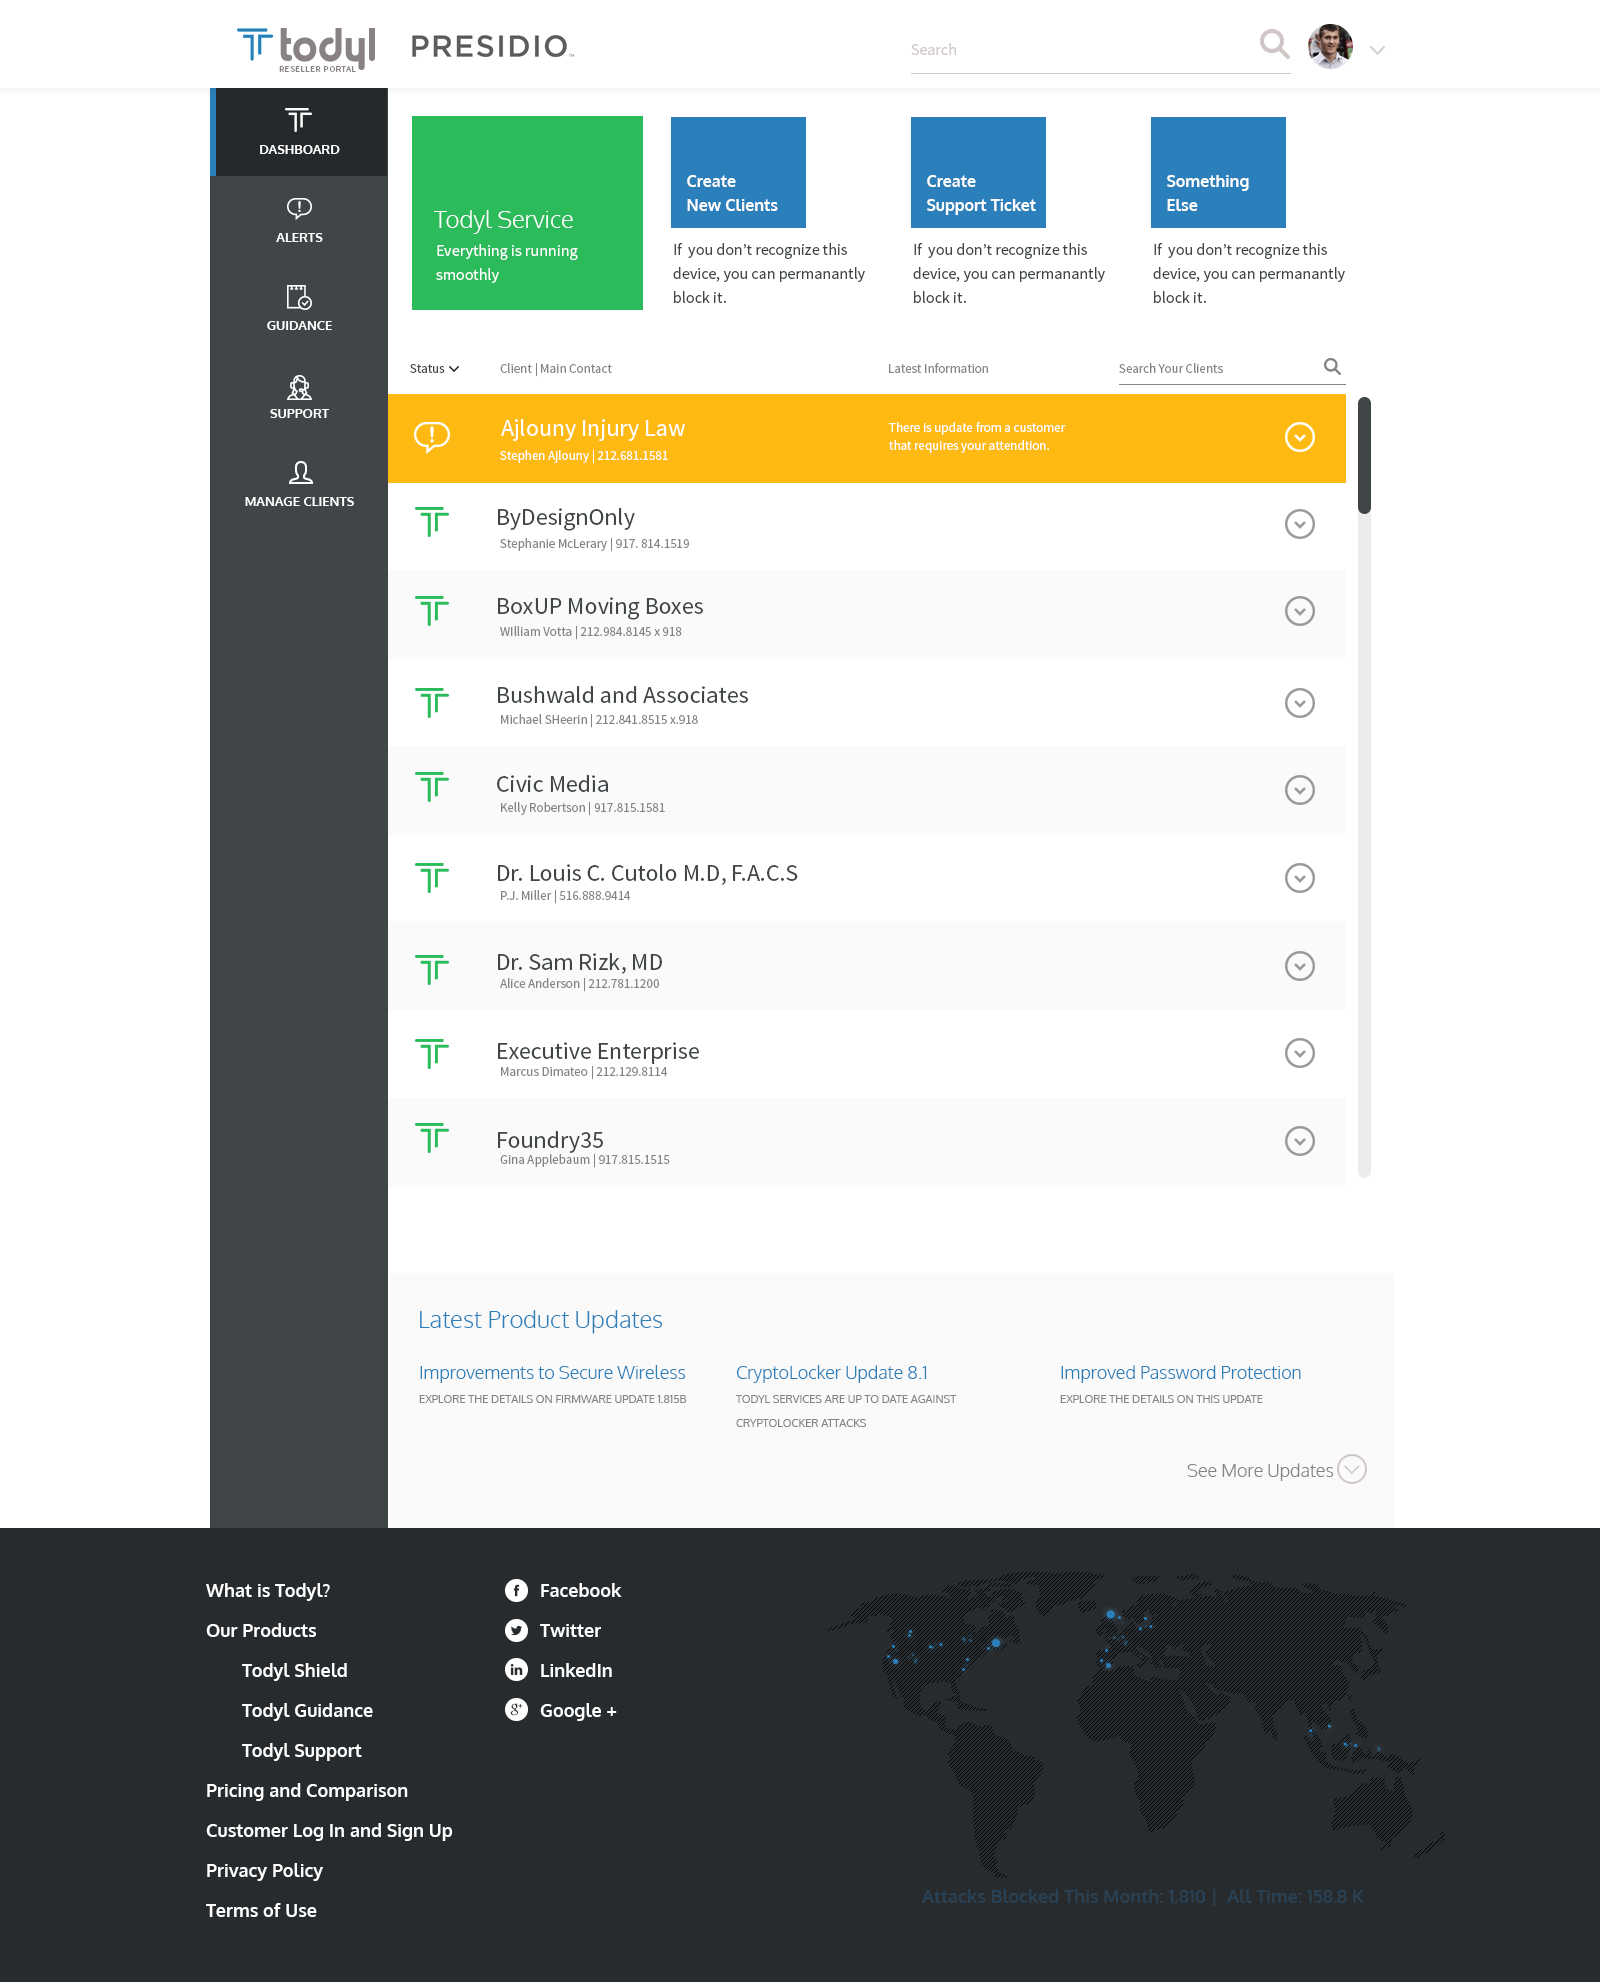 todyl
RESELLER PORTAL
PRESIDIO™
Search
DASHBOARD
ALERTS
GUIDANCE
SUPPORT
MANAGE CLIENTS
Todyl Service
Everything is running
smoothly
Create
New Clients
If you don't recognize this
device, you can permanantly
block it.
Create
Support Ticket
If you don't recognize this
device, you can permanantly
block it.
Something
Else
If you don't recognize this
device, you can permanantly
block it.
Status
Client | Main Contact
Latest Information
Search Your Clients
Ajlouny Injury Law
Stephen Ajlouny | 212.681.1581
There is update from a customer
that requires your attendtion.
ByDesignOnly
Stephanie McLerary | 917. 814.1519
BoxUP Moving Boxes
WIlliam Votta | 212.984.8145 x 918
Bushwald and Associates
Michael SHeerin | 212.841.8515 x.918
Civic Media
Kelly Robertson | 917.815.1581
Dr. Louis C. Cutolo M.D, F.A.C.S
P.J. Miller | 516.888.9414
Dr. Sam Rizk, MD
Alice Anderson | 212.781.1200
Executive Enterprise
Marcus Dimateo | 212.129.8114
Foundry35
Gina Applebaum | 917.815.1515
Latest Product Updates
Improvements to Secure Wireless
EXPLORE THE DETAILS ON FIRMWARE UPDATE 1.815B
CryptoLocker Update 8.1
TODYL SERVICES ARE UP TO DATE AGAINST
CRYPTOLOCKER ATTACKS
Improved Password Protection
EXPLORE THE DETAILS ON THIS UPDATE
See More Updates
What is Todyl?
Our Products
Todyl Shield
Todyl Guidance
Todyl Support
Pricing and Comparison
Customer Log In and Sign Up
Privacy Policy
Terms of Use
Facebook
Twitter
LinkedIn
Google +
Attacks Blocked This Month: 1,810 | All Time: 158.8 K